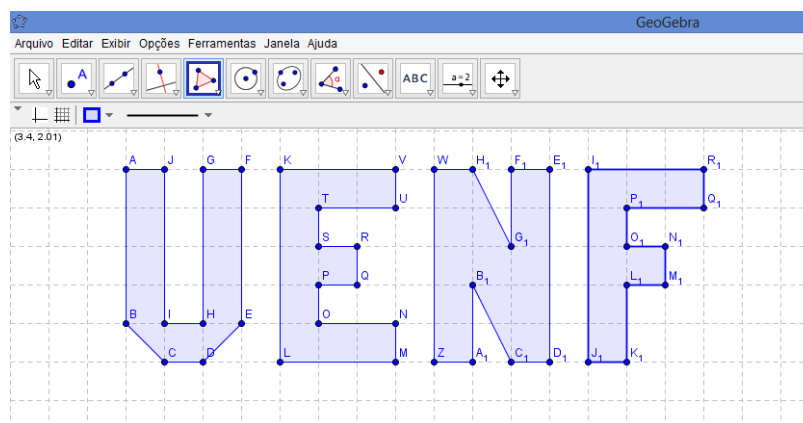 GeoGebra
Arquivo Editar Exibir Opções Ferramentas Janela Ajuda
A ABC a=2
(3.4, 2.01)
A J G F K V W H₁ F₁ E₁ I₁ R₁
T U P₁ Q₁
S R G₁ O₁ N₁
P Q B₁ L₁ M₁
B I H E O N
C D L M Z A₁ C₁ D₁ J₁ K₁